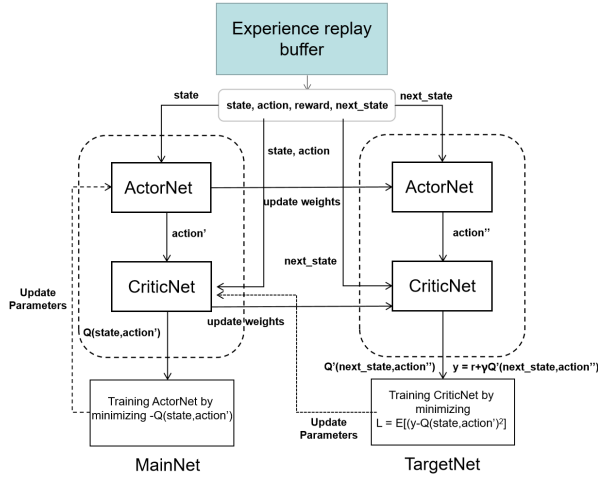 Experience replay
buffer
state
state, action, reward, next_state
next_state
state, action
ActorNet
update weights
ActorNet
action'
action''
next_state
CriticNet
CriticNet
Update
Parameters
update weights
Q(state,action')
Q'(next_state,action'')
y = r+γQ'(next_state,action'')
Training ActorNet by
minimizing -Q(state,action')
Update
Parameters
Training CriticNet by
minimizing
L = E[(y-Q(state,action')²]
MainNet
TargetNet